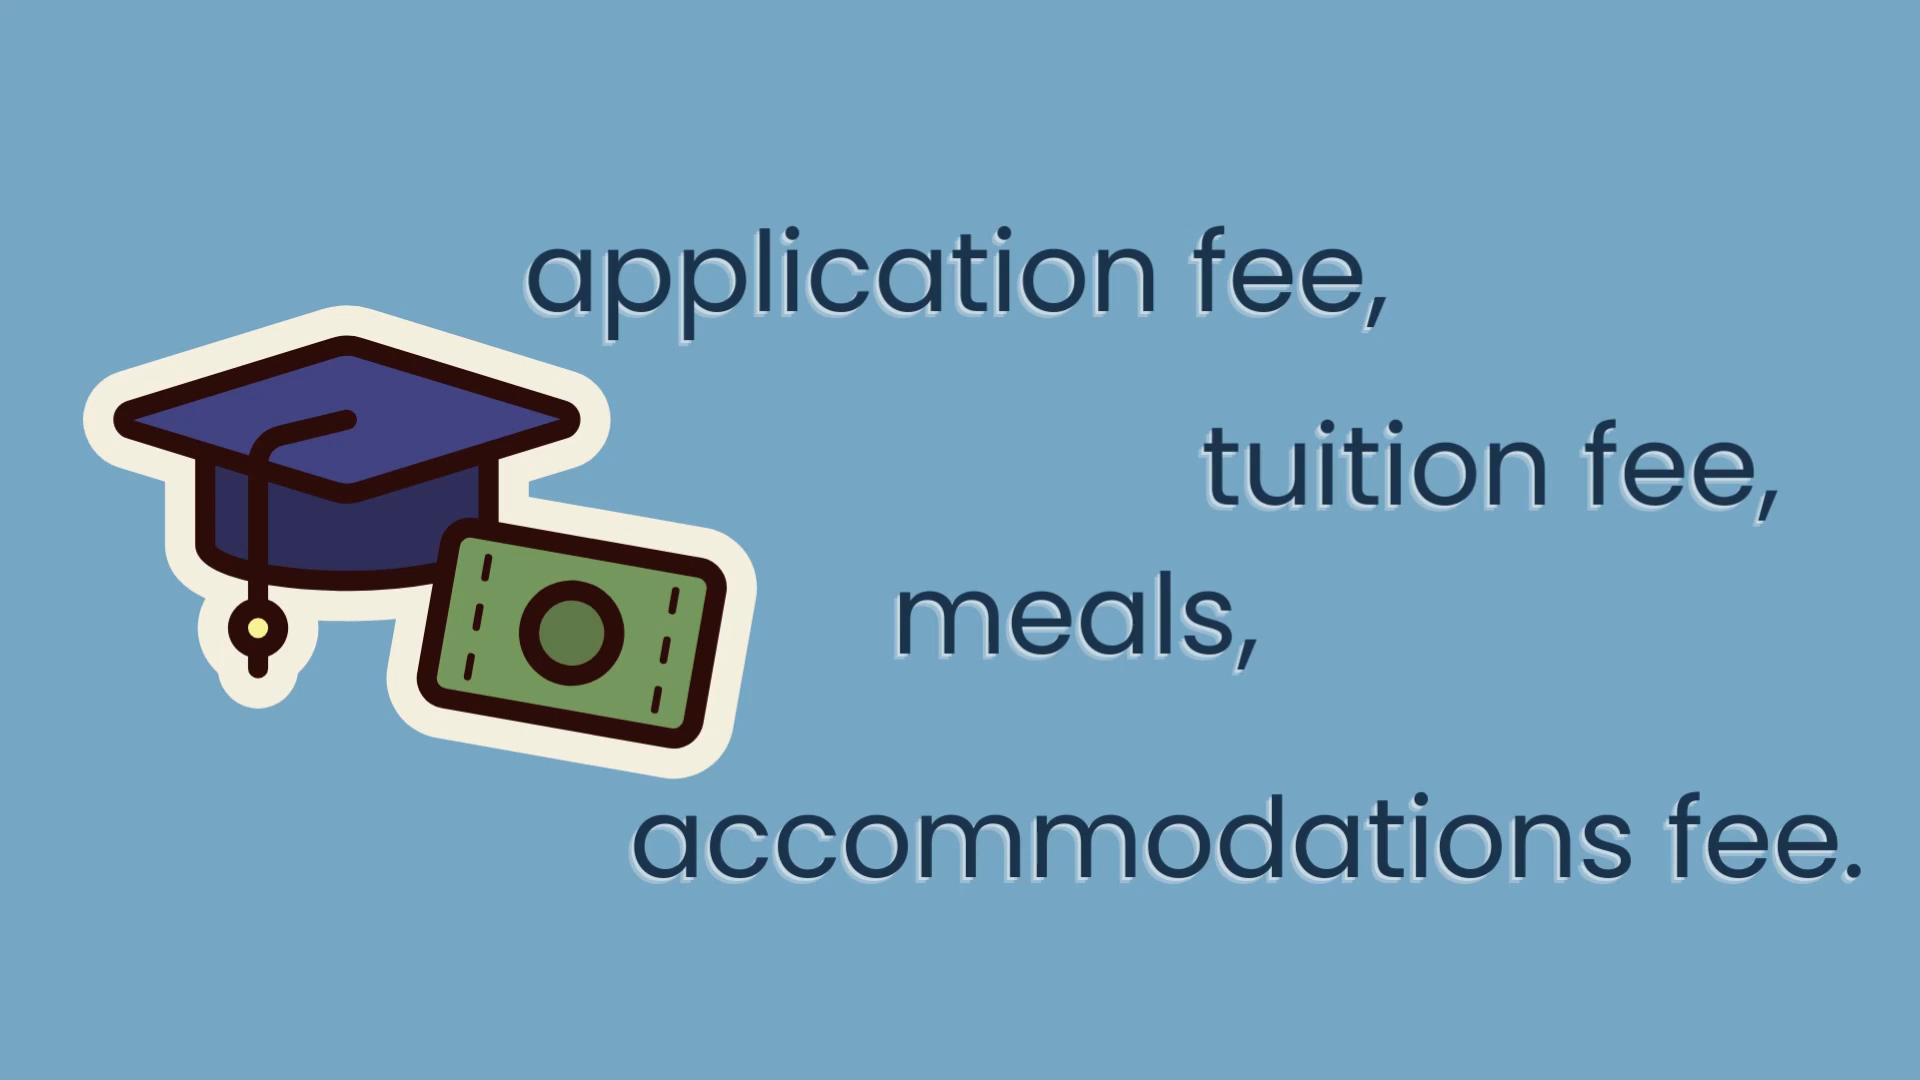 application fee,
tuition fee,
meals,
accommodations fee.